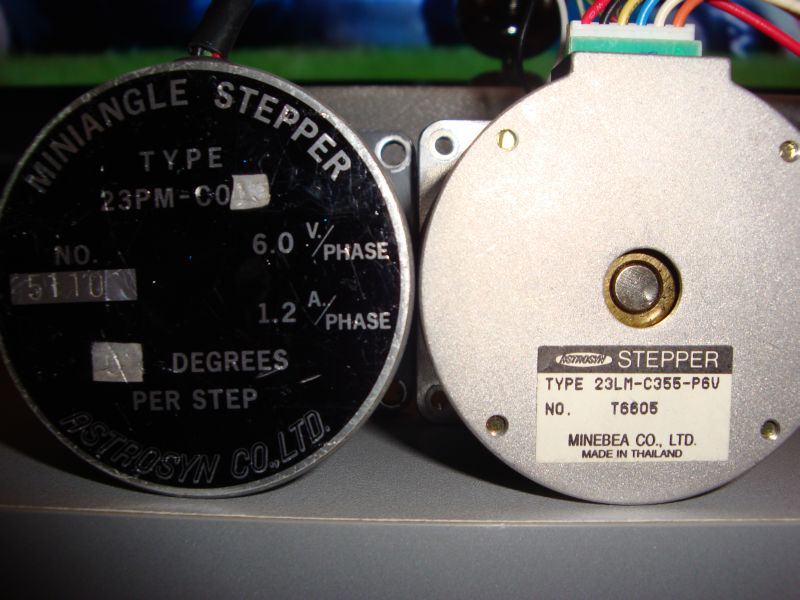 MINIANGLE STEPPER
TYPE
23PM-C0
NO.
5110
6.0 V./PHASE
1.2 A./PHASE
DEGREES
PER STEP
ASTROSYN CO.,LTD.
ASTROSYN STEPPER
TYPE 23LM-C355-P6V
NO. T6605
MINEBEA CO., LTD.
MADE IN THAILAND